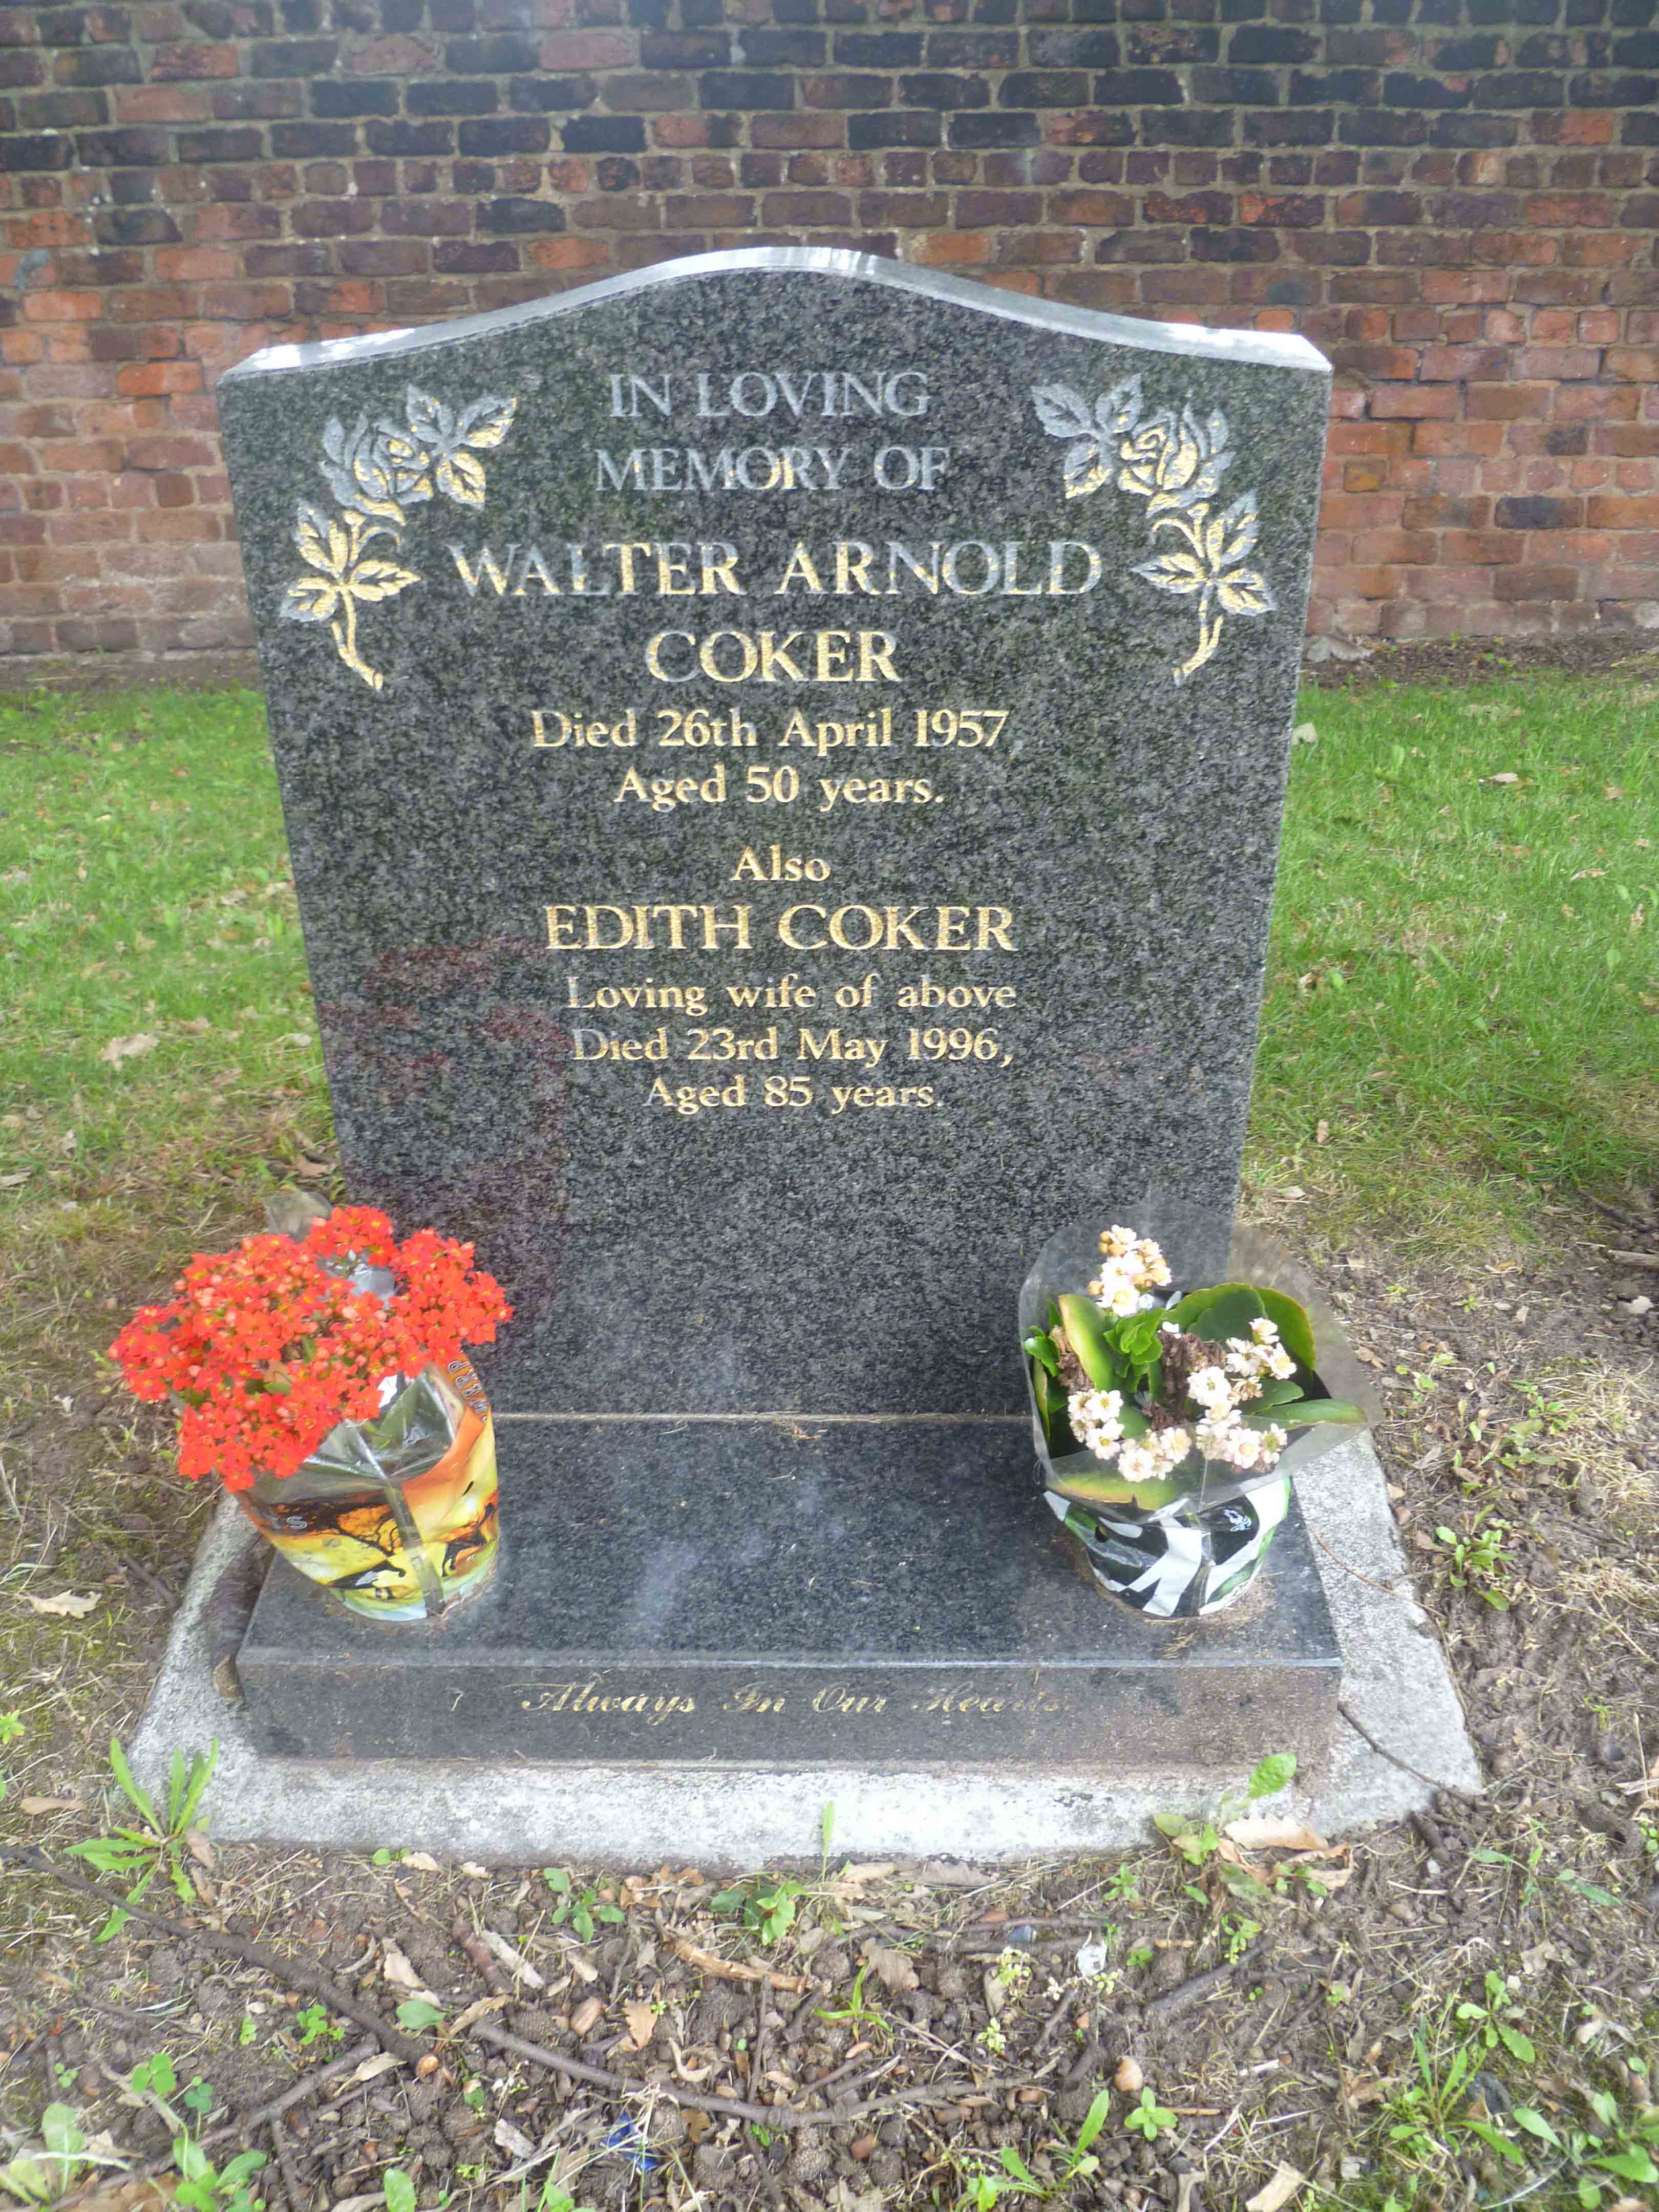 IN LOVING
MEMORY OF
WALTER ARNOLD
COKER
Died 26th April 1957
Aged 50 years.
Also
EDITH COKER
Loving wife of above
Died 23rd May 1996,
Aged 85 years.
Always In Our Hearts.